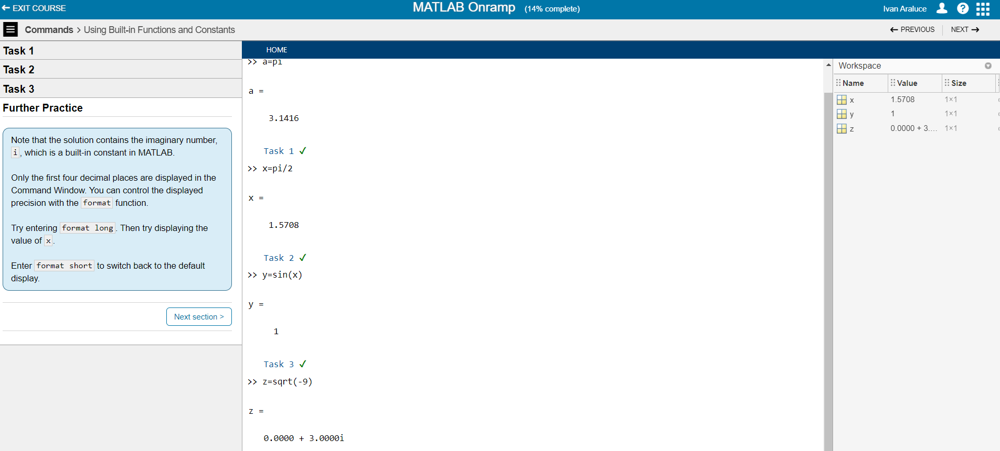 EXIT COURSE
MATLAB Onramp (14% complete)
Ivan Araluce
Commands > Using Built-in Functions and Constants
PREVIOUS
NEXT
Task 1
Task 2
Task 3
Further Practice
Note that the solution contains the imaginary number,
i, which is a built-in constant in MATLAB.
Only the first four decimal places are displayed in the
Command Window. You can control the displayed
precision with the format function.
Try entering format long. Then try displaying the
value of x.
Enter format short to switch back to the default
display.
Next section >
HOME
>> a=pi
a =
3.1416
Task 1 ✓
>> x=pi/2
x =
1.5708
Task 2 ✓
>> y=sin(x)
y =
1
Task 3 ✓
>> z=sqrt(-9)
z =
0.0000 + 3.0000i
Workspace
Name Value Size
x 1.5708 1×1
y 1 1×1
z 0.0000 + 3.... 1×1